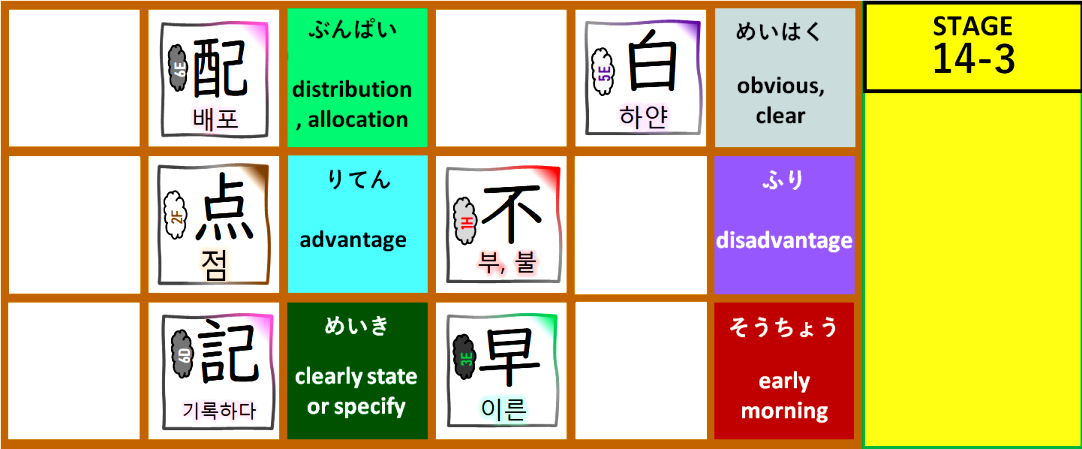 6E
配
배포
ぶんぱい
distribution
, allocation
5E
白
하얀
めいはく
obvious,
clear
STAGE
14-3
2F
点
점
りてん
advantage
1H
不
부, 불
ふり
disadvantage
6D
記
기록하다
めいき
clearly state
or specify
3E
早
이른
そうちょう
early
morning